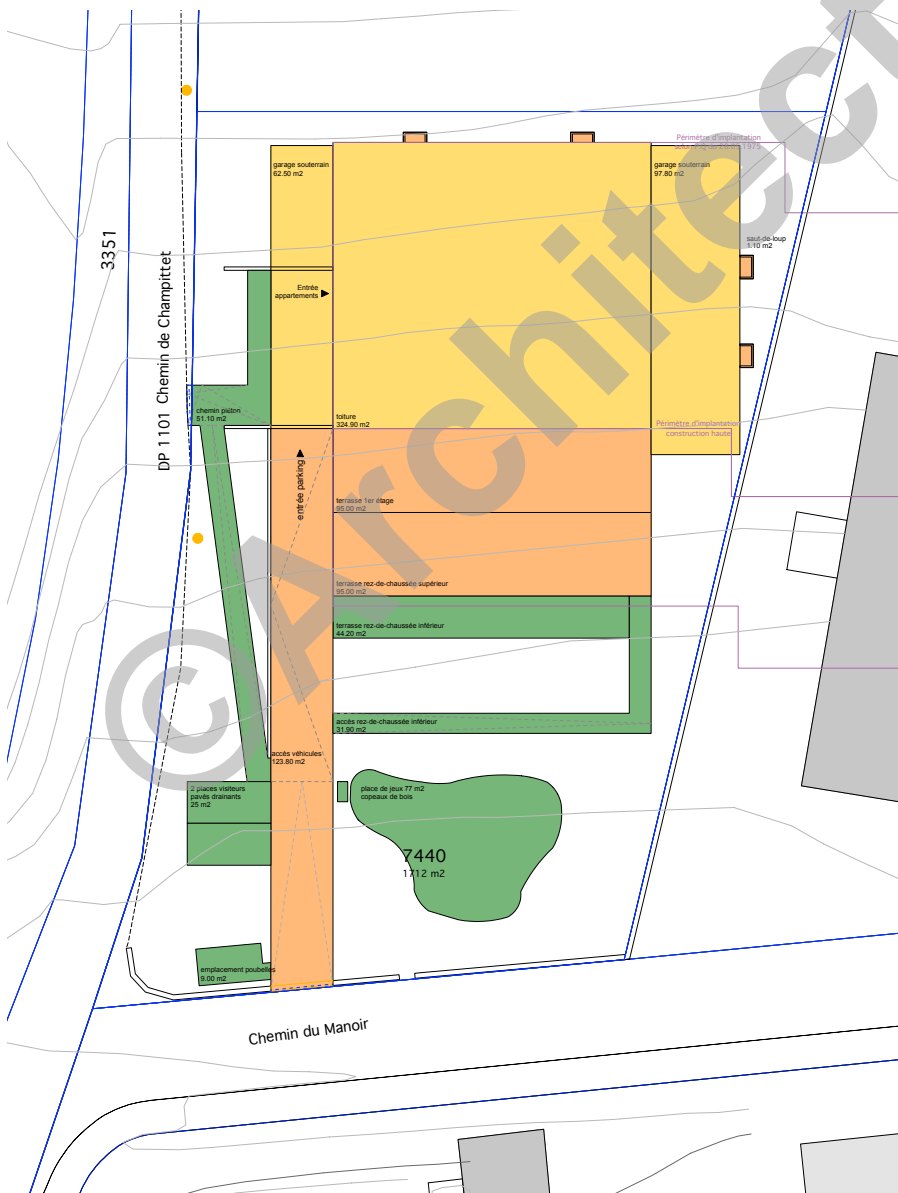 Périmètre d'implantation
garage souterrain
62.50 m2
garage souterrain
97.80 m2
3351
DP 1101 Chemin de Champittet
saut-de-loup
1.10 m2
Entrée
appartements
chemin piéton
51.10 m2
toiture
324.90 m2
Périmètre d'implantation
construction haute
entrée parking
terrasse 1er étage
95.00 m2
terrasse rez-de-chaussée supérieur
95.00 m2
terrasse rez-de-chaussée inférieur
44.20 m2
accès rez-de-chaussée inférieur
31.90 m2
accès véhicules
123.80 m2
2 places visiteurs
pavés drainants
25 m2
place de jeux 77 m2
copeaux de bois
7440
1712 m2
emplacement poubelles
9.00 m2
Chemin du Manoir
©Architect